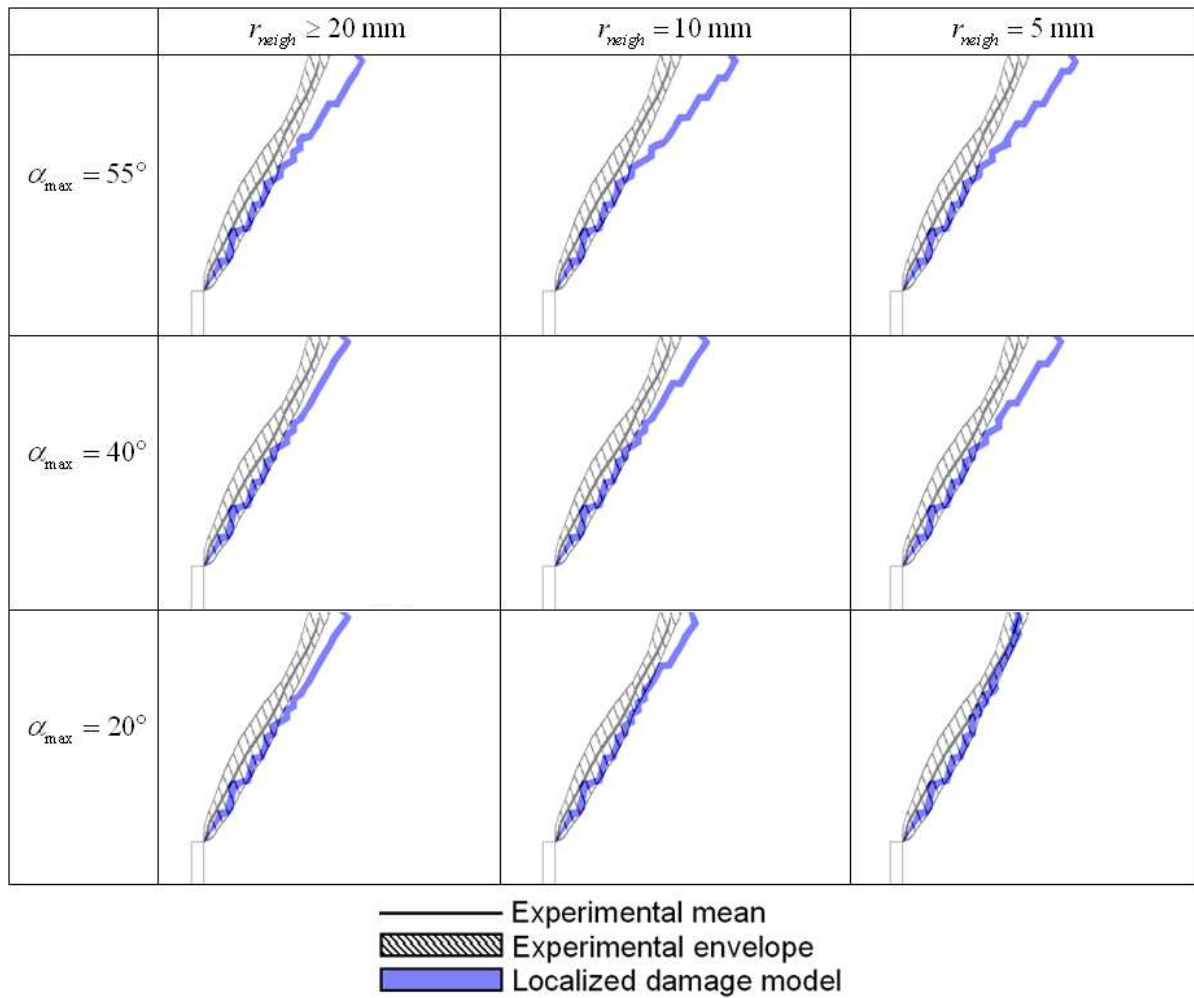 r_neigh ≥ 20 mm
r_neigh = 10 mm
r_neigh = 5 mm
α_max = 55°
α_max = 40°
α_max = 20°
Experimental mean
Experimental envelope
Localized damage model